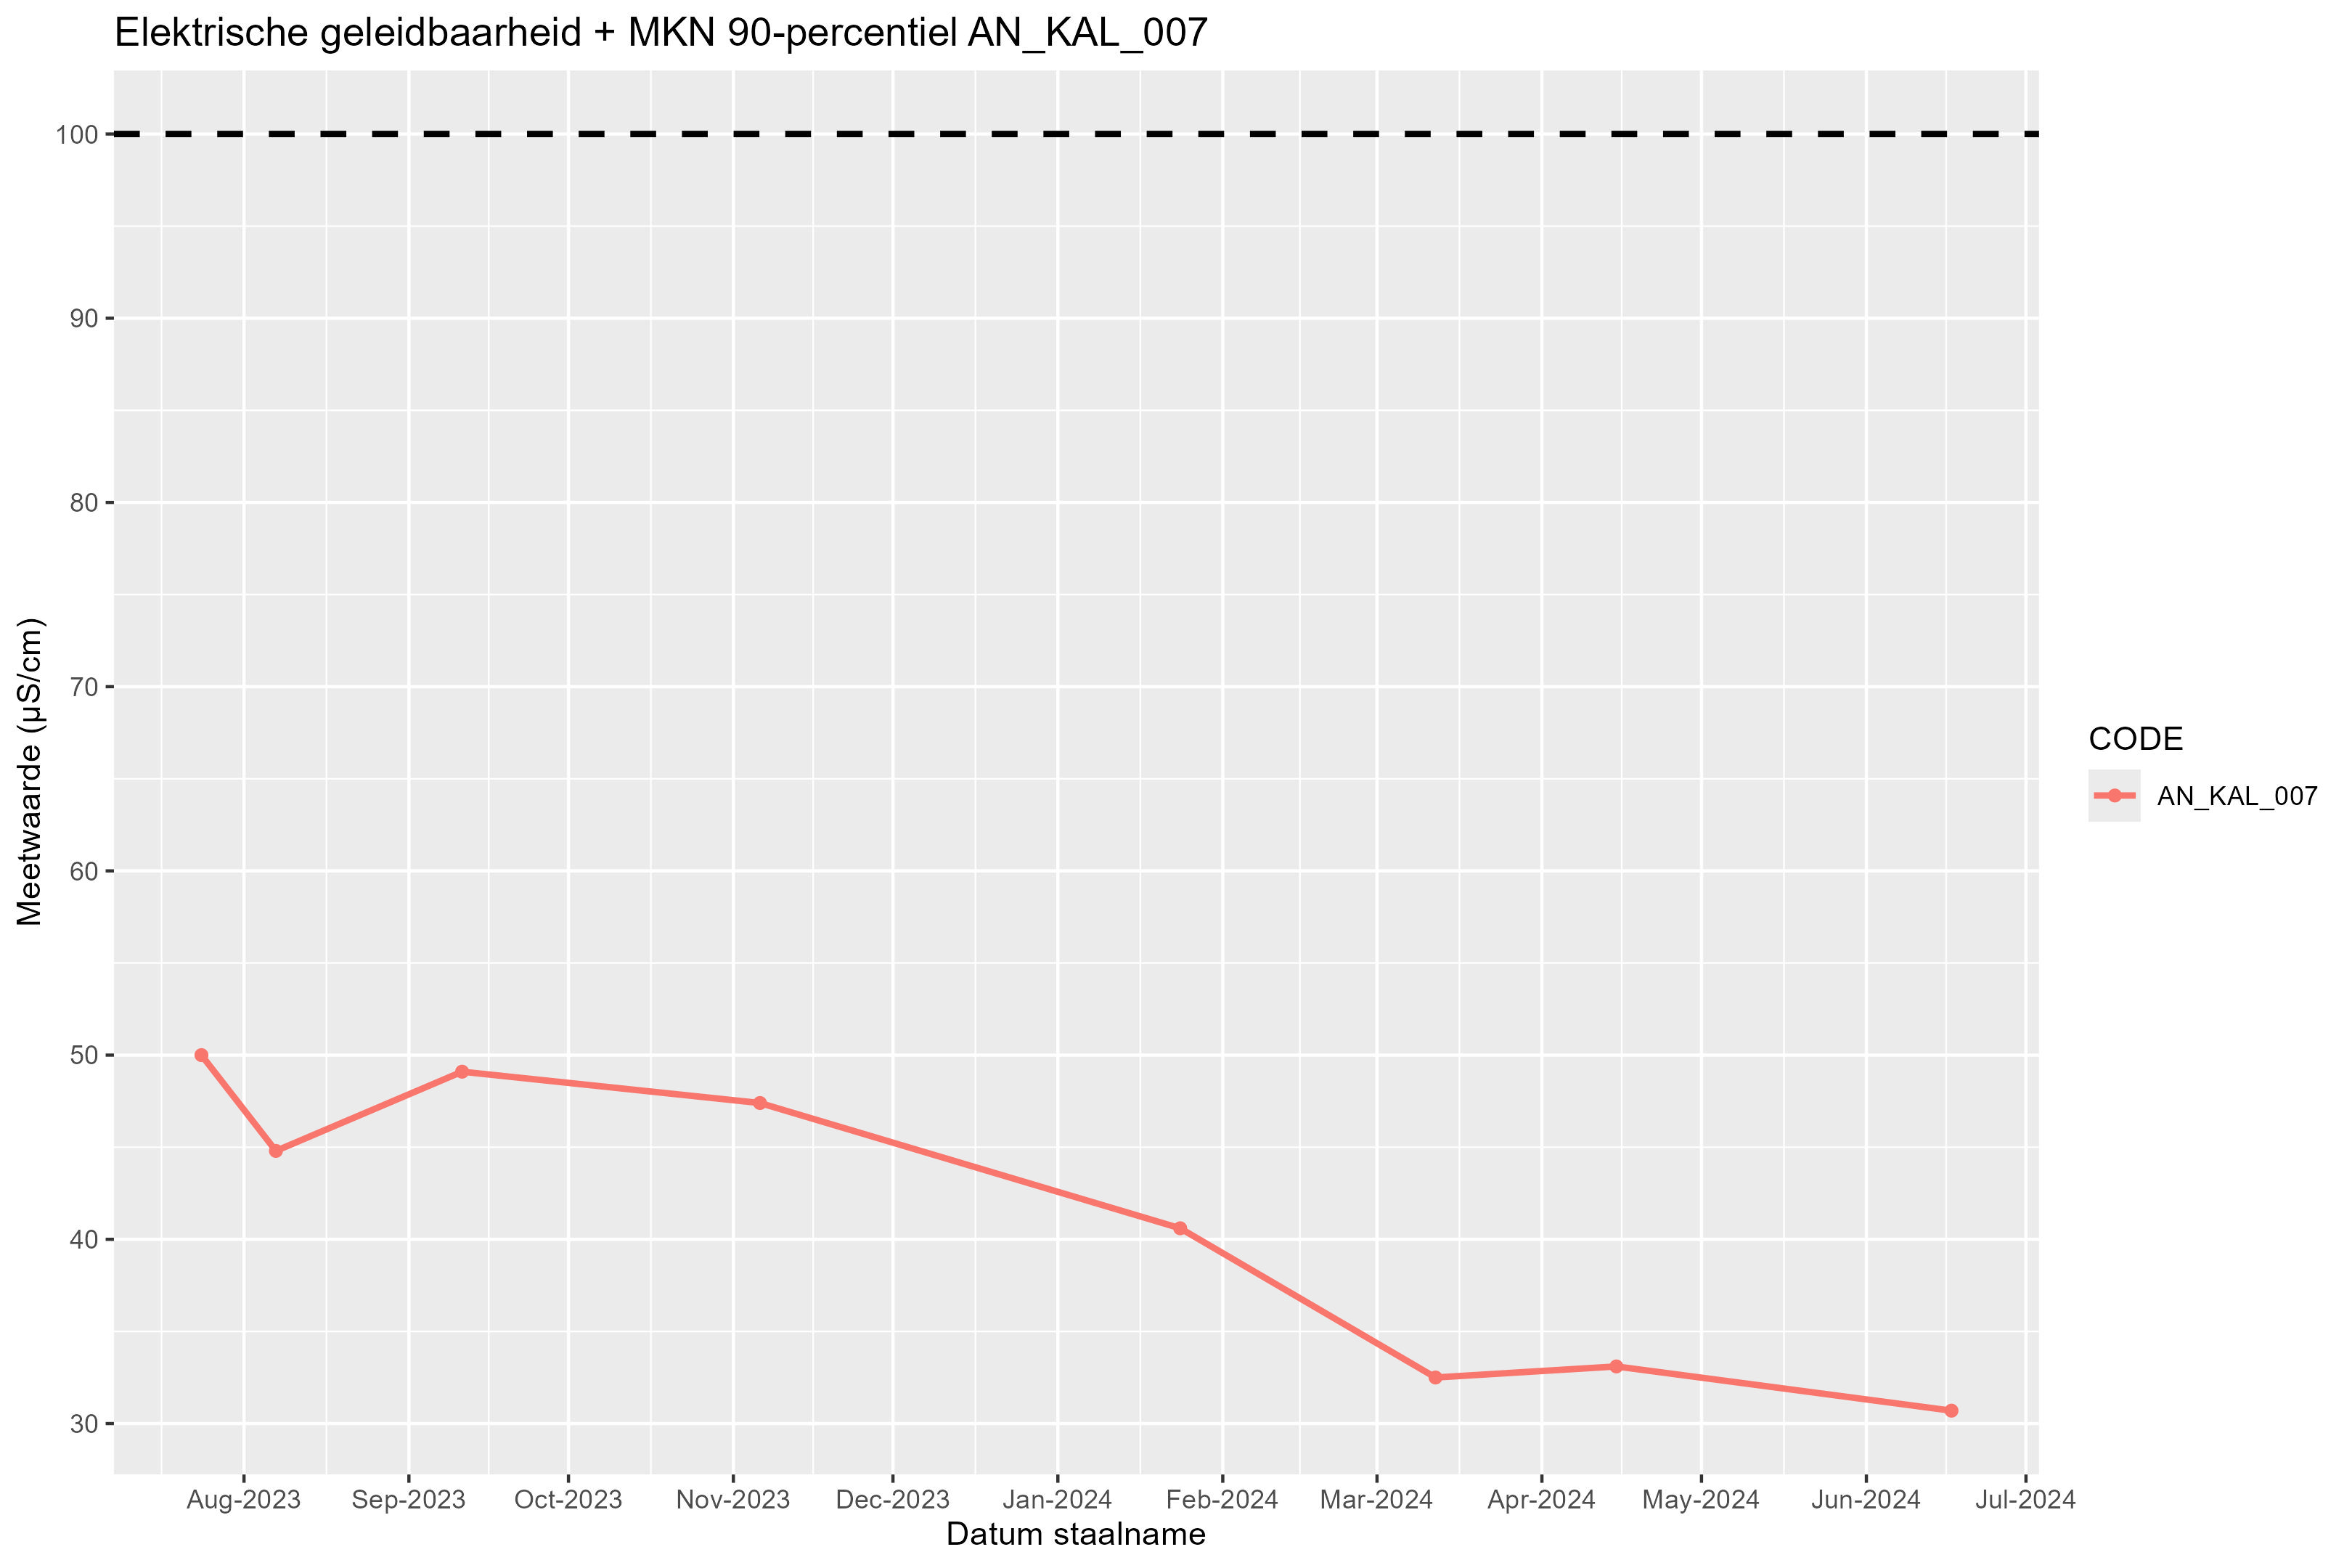 Elektrische geleidbaarheid + MKN 90-percentiel AN_KAL_007
Meetwaarde (µS/cm)
100
90
80
70
60
50
40
30
Aug-2023 Sep-2023 Oct-2023 Nov-2023 Dec-2023 Jan-2024 Feb-2024 Mar-2024 Apr-2024 May-2024 Jun-2024 Jul-2024
Datum staalname
CODE
AN_KAL_007